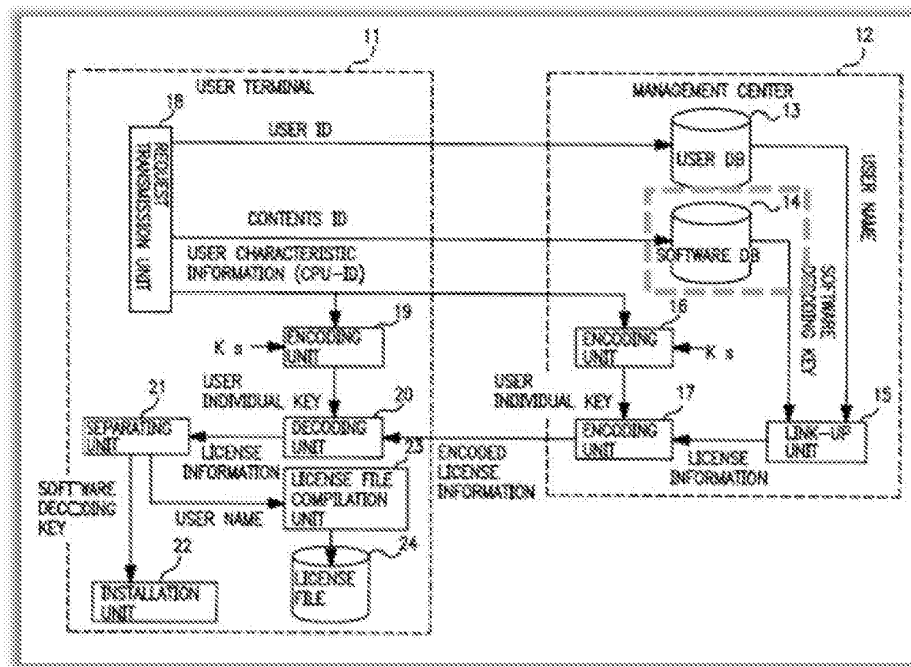 11
12
USER TERMINAL
MANAGEMENT CENTER
18
13
REQUEST
TRANSMISSION UNIT
USER ID
USER DB
USER NAME
CONTENTS ID
14
SOFTWARE DB
USER CHARACTERISTIC
INFORMATION (CPU-ID)
SOFTWARE
DECODING KEY
19
16
K s
ENCODING
UNIT
ENCODING
UNIT
K s
USER
INDIVIDUAL KEY
USER
INDIVIDUAL KEY
21
20
17
15
SEPARATING
UNIT
DECODING
UNIT
ENCODING
UNIT
LINK-UP
UNIT
LICENSE
INFORMATION
23
ENCODED
LICENSE
INFORMATION
LICENSE
INFORMATION
SOFTWARE
DECODING
KEY
USER NAME
LICENSE FILE
COMPILATION
UNIT
22
24
INSTALLATION
UNIT
LICENSE
FILE